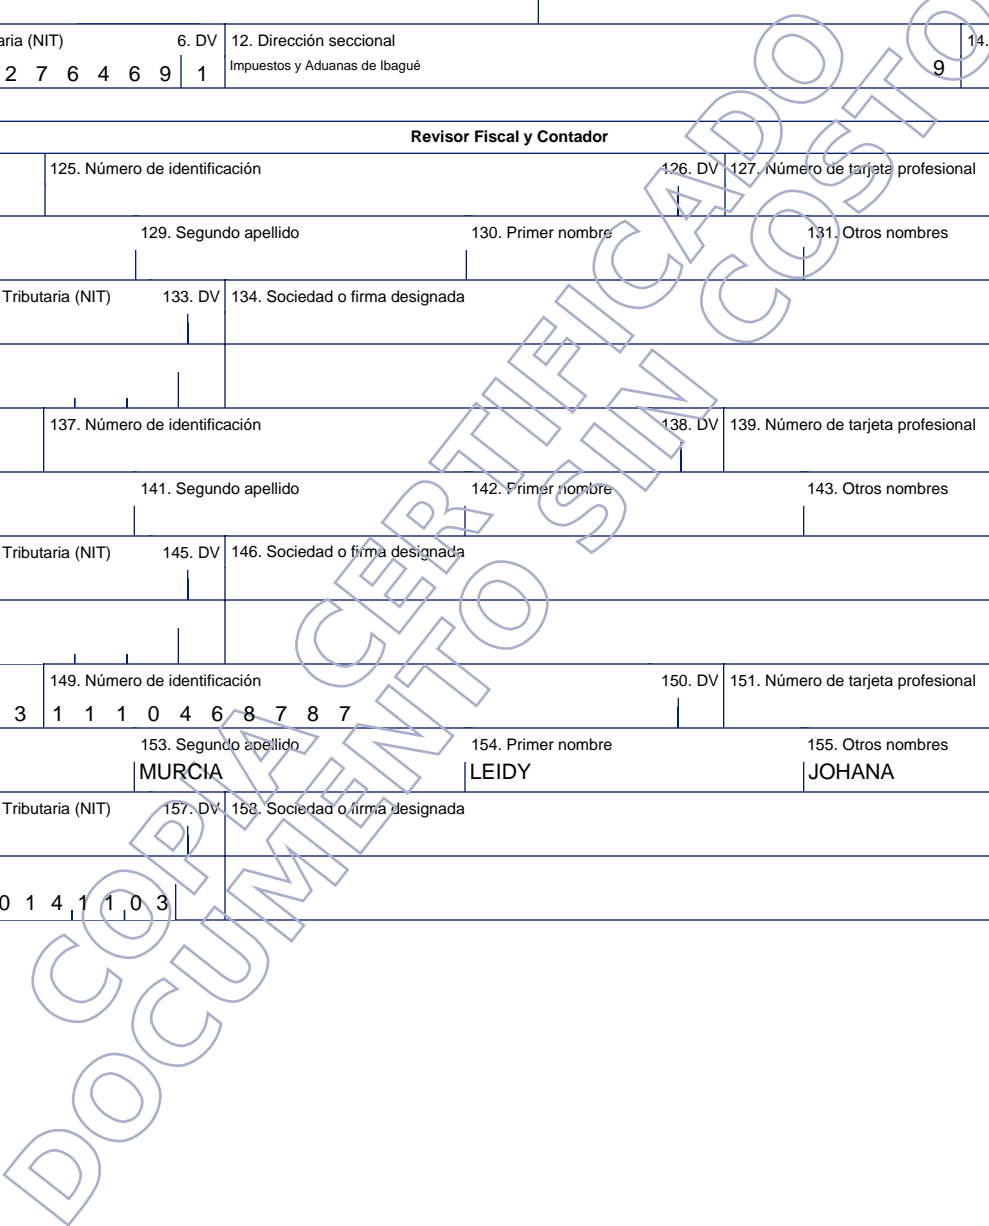 aria (NIT) 6. DV 12. Dirección seccional 14.
2 7 6 4 6 9 1 Impuestos y Aduanas de Ibagué 9
Revisor Fiscal y Contador
125. Número de identificación 126. DV 127. Número de tarjeta profesional
129. Segundo apellido 130. Primer nombre 131. Otros nombres
Tributaria (NIT) 133. DV 134. Sociedad o firma designada
137. Número de identificación 138. DV 139. Número de tarjeta profesional
141. Segundo apellido 142. Primer nombre 143. Otros nombres
Tributaria (NIT) 145. DV 146. Sociedad o firma designada
149. Número de identificación 150. DV 151. Número de tarjeta profesional
3 1 1 1 0 4 6 8 7 8 7
153. Segundo apellido 154. Primer nombre 155. Otros nombres
MURCIA LEIDY JOHANA
Tributaria (NIT) 157. DV 158. Sociedad o firma designada
0 1 4 1 1 0 3
COPIA CERTIFICADO
DOCUMENTO SIN COSTO